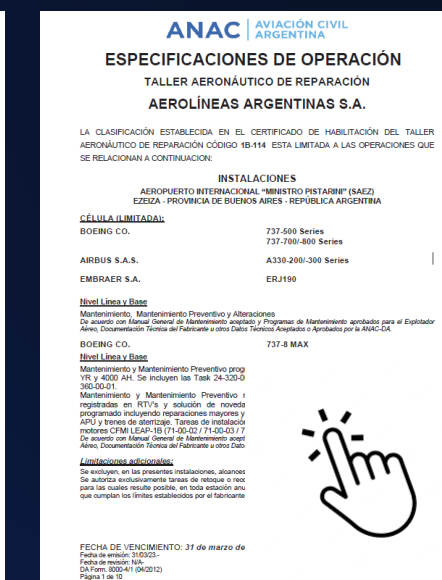 ANAC AVIACIÓN CIVIL
ARGENTINA
ESPECIFICACIONES DE OPERACIÓN
TALLER AERONÁUTICO DE REPARACIÓN
AEROLÍNEAS ARGENTINAS S.A.
LA CLASIFICACIÓN ESTABLECIDA EN EL CERTIFICADO DE HABILITACIÓN DEL TALLER
AERONÁUTICO DE REPARACIÓN CÓDIGO 1B-114 ESTA LIMITADA A LAS OPERACIONES QUE
SE RELACIONAN A CONTINUACION:
INSTALACIONES
AEROPUERTO INTERNACIONAL “MINISTRO PISTARINI” (SAEZ)
EZEIZA - PROVINCIA DE BUENOS AIRES - REPÚBLICA ARGENTINA
CÉLULA (LIMITADA):
BOEING CO. 737-500 Series
737-700/-800 Series
AIRBUS S.A.S. A330-200/-300 Series
EMBRAER S.A. ERJ190
Nivel Línea y Base
Mantenimiento, Mantenimiento Preventivo y Alteraciones
De acuerdo con Manual General de Mantenimiento aceptado y Programas de Mantenimiento aprobados para el Explotador
Aéreo, Documentación Técnica del Fabricante u otros Datos Técnicos Aceptados o Aprobados por la ANAC-DA.
BOEING CO. 737-8 MAX
Nivel Línea y Base
Mantenimiento y Mantenimiento Preventivo progr
YR y 4000 AH. Se incluyen las Task 24-320-0
360-00-01.
Mantenimiento y Mantenimiento Preventivo r
registradas en RTV's y solución de noveda
programado incluyendo reparaciones mayores y
APU y trenes de aterrizaje. Tareas de instalación
motores CFMI LEAP-1B (71-00-02 / 71-00-03 / 7
De acuerdo con Manual General de Mantenimiento acept
Aéreo, Documentación Técnica del Fabricante u otros Dato
Limitaciones adicionales:
Se excluyen, en las presentes instalaciones, alcances
Se autoriza exclusivamente tareas de retoque o reco
para las cuales resulte posible, en toda estación anu
que cumplan los límites establecidos por el fabricante
FECHA DE VENCIMIENTO: 31 de marzo de
Fecha de emisión: 31/03/23.-
Fecha de revisión: N/A-
DA Form. 8000-4/1 (04/2012)
Página 1 de 10